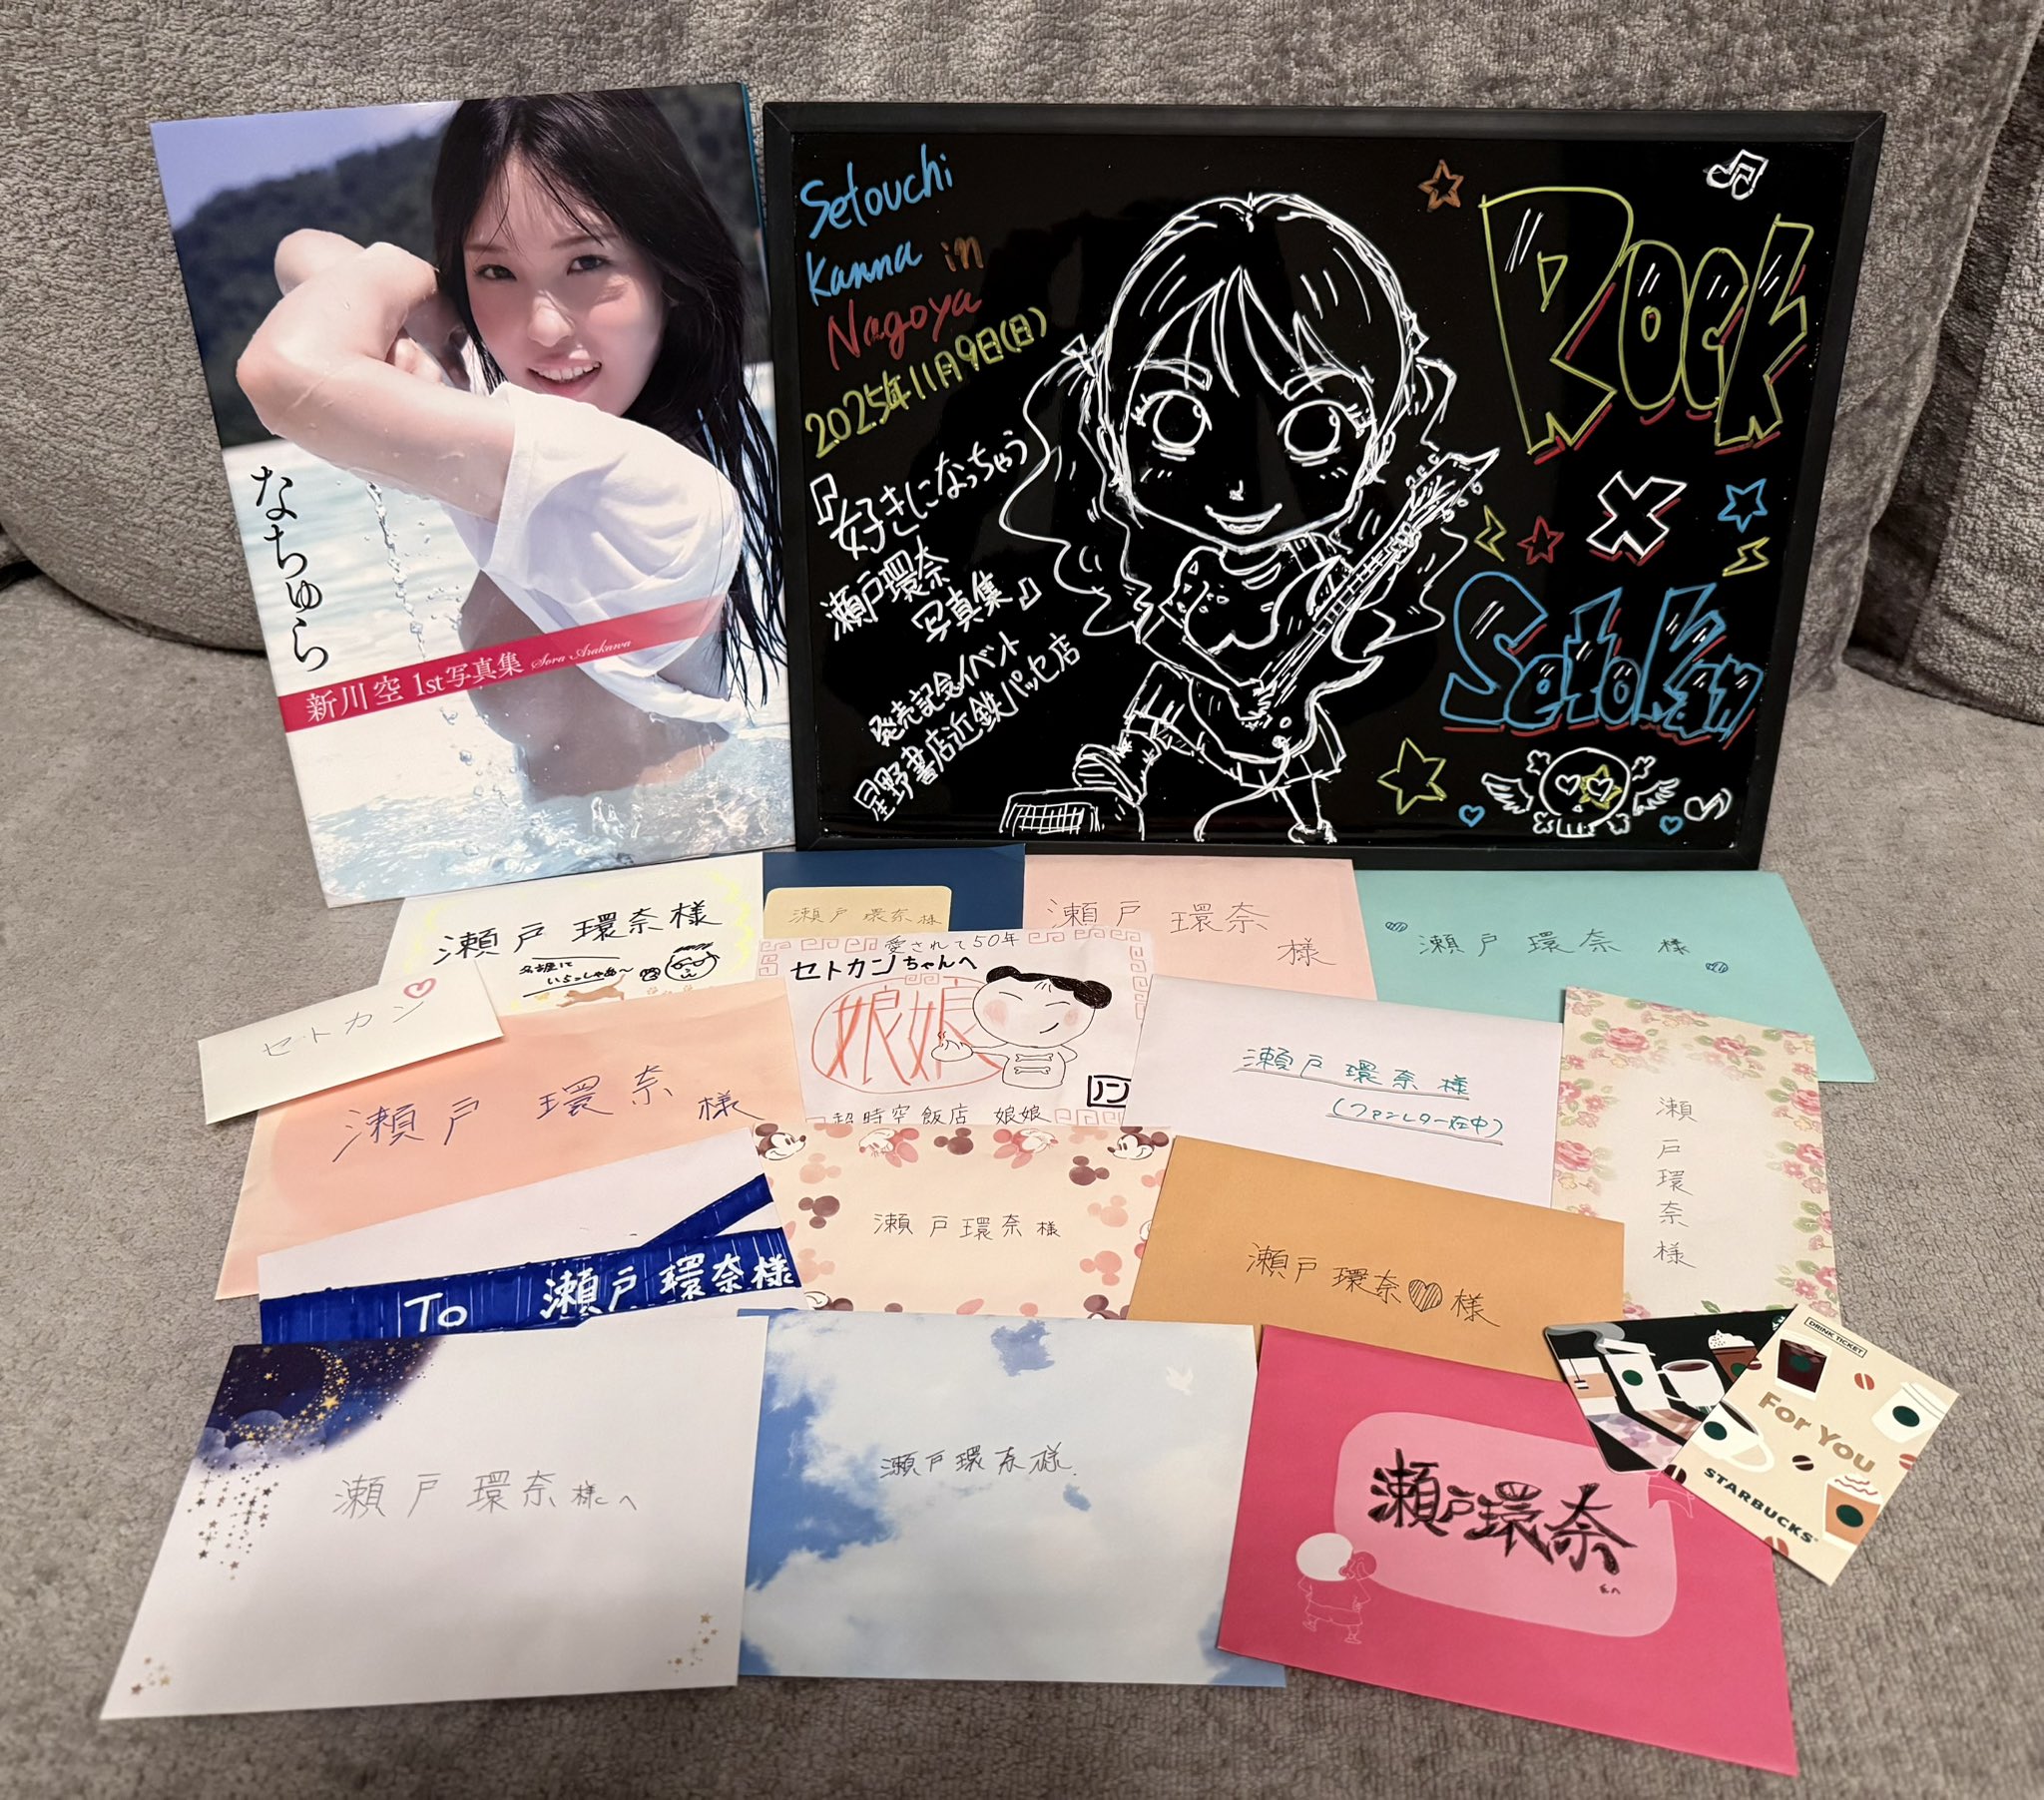 なちゅら
新川空 1st写真集 Sora Arakawa
Setouchi
kanna in
Nagoya
2025年11月9日(日)
『好きになっちゃう
瀬戸環奈
写真集』
発売記念イベント
星野書店近鉄パッセ店
Rock
×
SetoKan
瀬戸環奈様
名古屋に
いらっしゃぁ〜
瀬戸環奈様
瀬戸環奈
様
瀬戸環奈様
セトカン
愛されて50年
セトカンちゃんへ
娘娘
超時空飯店 娘娘
瀬戸環奈様
瀬戸環奈様
(ファンレター在中)
瀬戸環奈様
To 瀬戸環奈様
瀬戸環奈様
瀬戸環奈様
瀬戸環奈様へ
瀬戸環奈様
瀬戸環奈
DRINK TICKET
For You
STARBUCKS